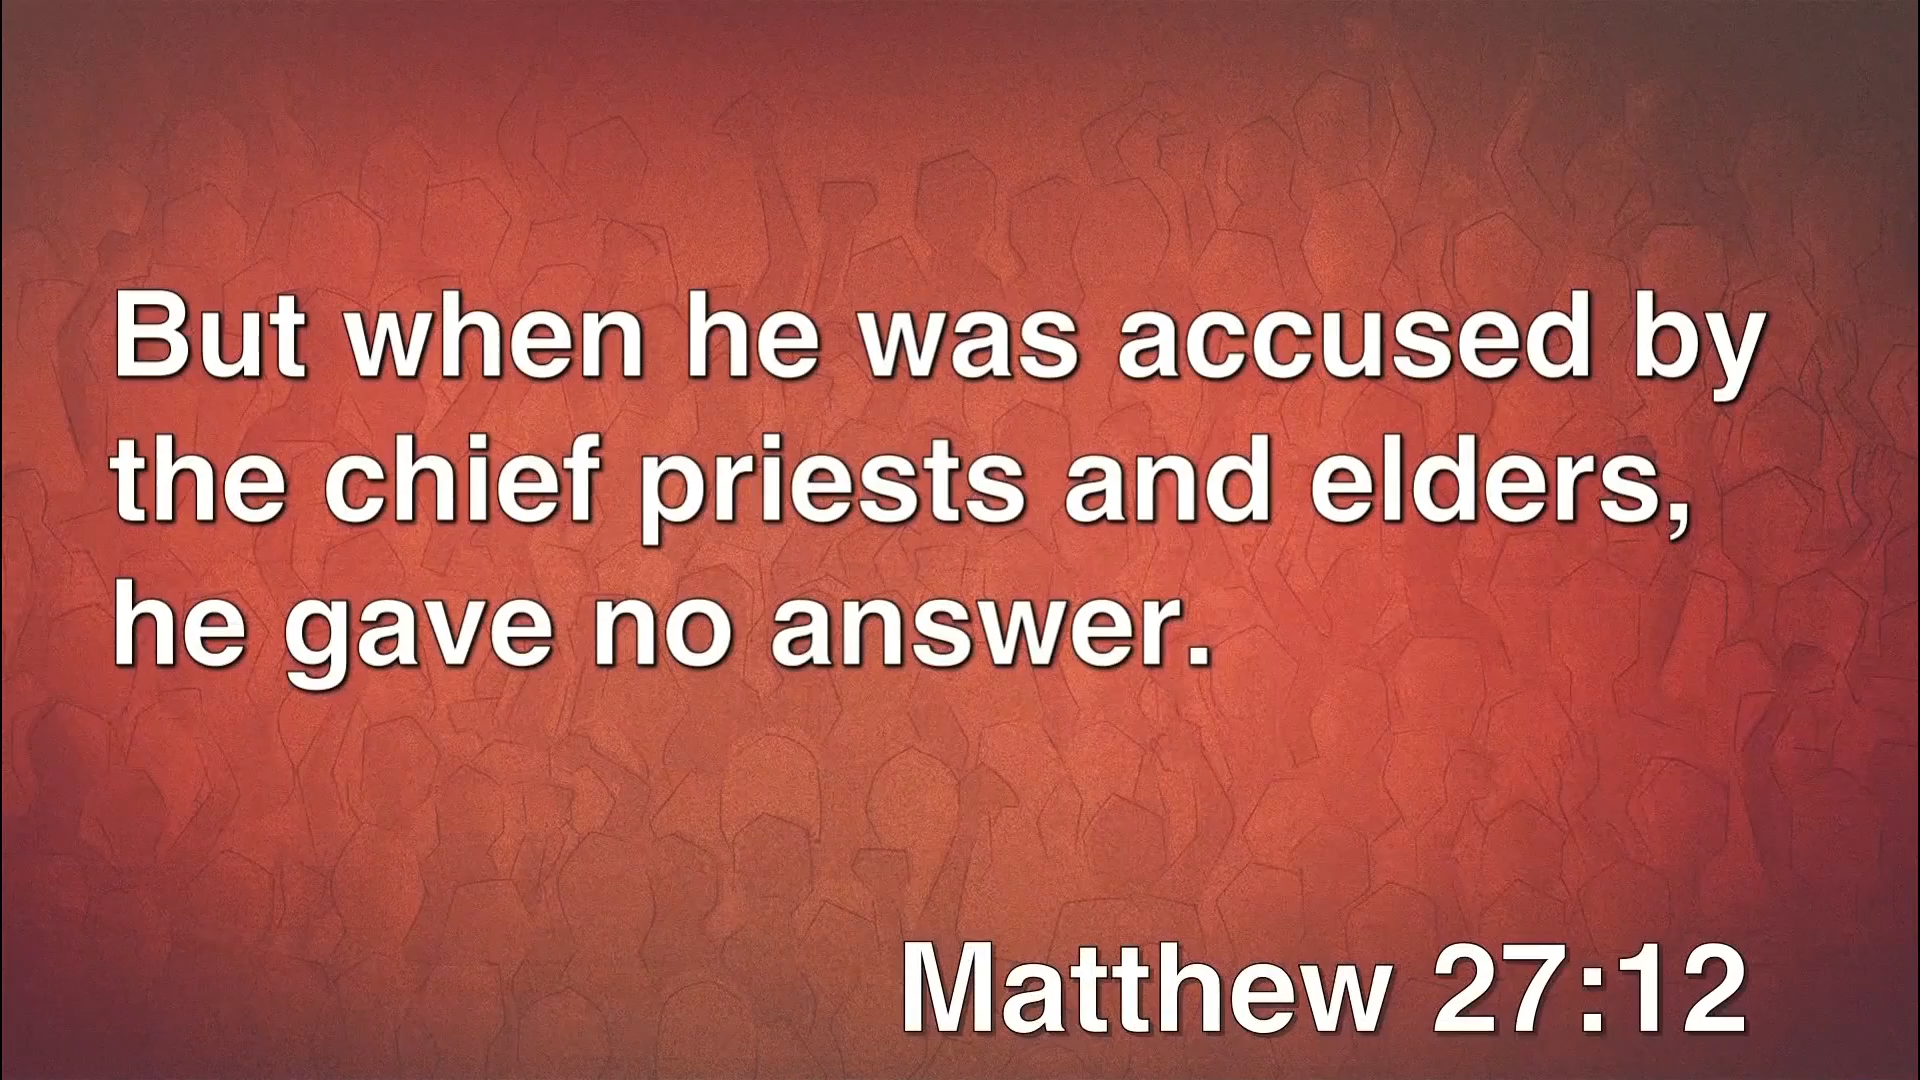 But when he was accused by
the chief priests and elders,
he gave no answer.
Matthew 27:12